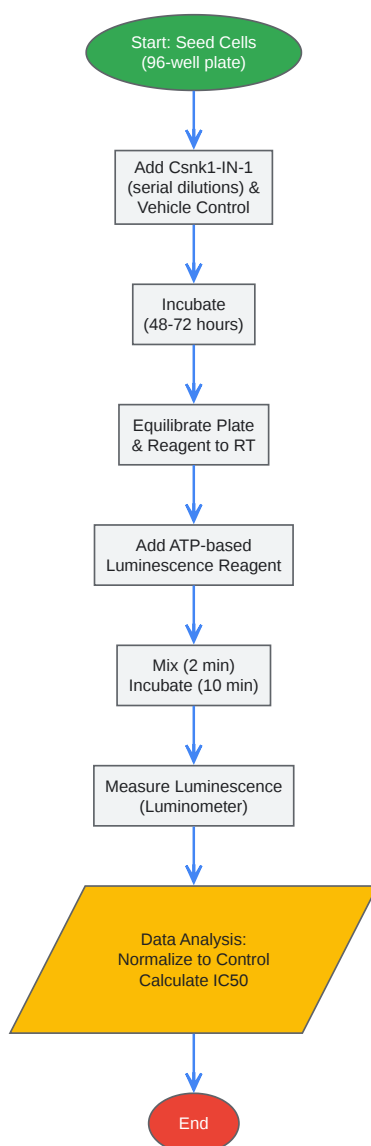 Start: Seed Cells
(96-well plate)
Add Csnk1-IN-1
(serial dilutions) &
Vehicle Control
Incubate
(48-72 hours)
Equilibrate Plate
& Reagent to RT
Add ATP-based
Luminescence Reagent
Mix (2 min)
Incubate (10 min)
Measure Luminescence
(Luminometer)
Data Analysis:
Normalize to Control
Calculate IC50
End